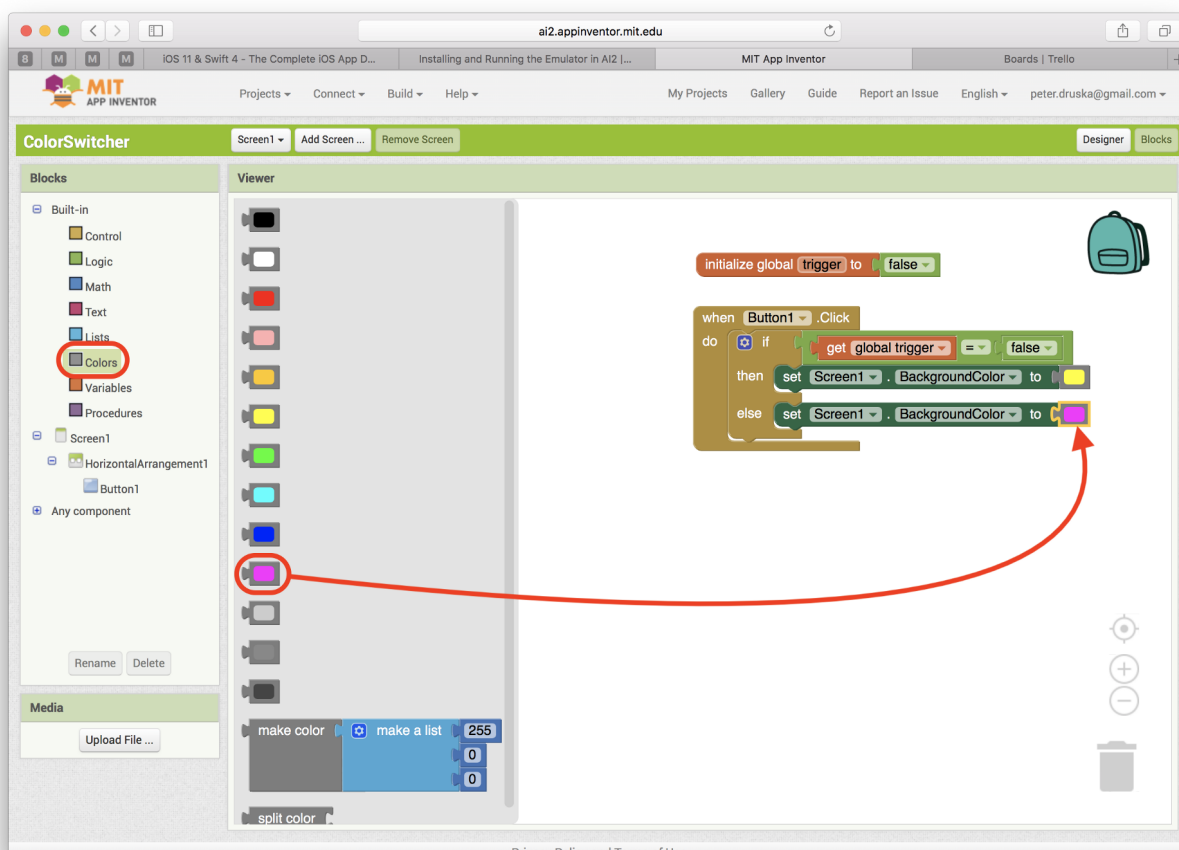 ai2.appinventor.mit.edu
8 M M M iOS 11 & Swift 4 - The Complete iOS App D... Installing and Running the Emulator in AI2 |... MIT App Inventor Boards | Trello
MIT
APP INVENTOR
Projects Connect Build Help My Projects Gallery Guide Report an Issue English peter.druska@gmail.com
ColorSwitcher Screen1 Add Screen ... Remove Screen Designer Blocks
Blocks Viewer
Built-in
Control
Logic
Math
Text
Lists
Colors
Variables
Procedures
Screen1
HorizontalArrangement1
Button1
Any component
Rename Delete
Media
Upload File ...
initialize global trigger to false
when Button1 .Click
do if get global trigger = false
then set Screen1 . BackgroundColor to
else set Screen1 . BackgroundColor to
make color make a list 255
0
0
split color